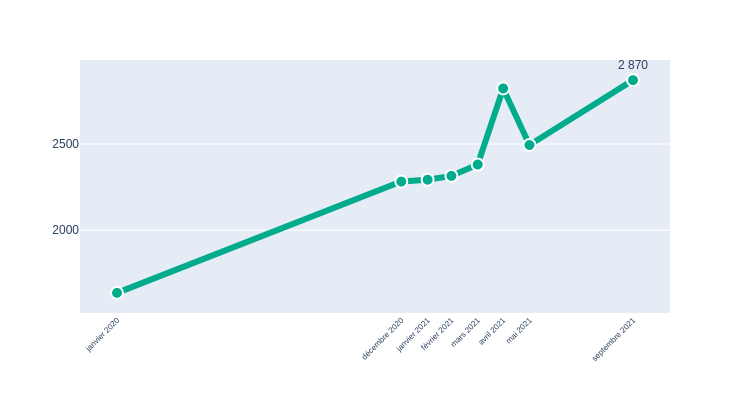 2 870
2500
2000
janvier 2020
décembre 2020
janvier 2021
février 2021
mars 2021
avril 2021
mai 2021
septembre 2021